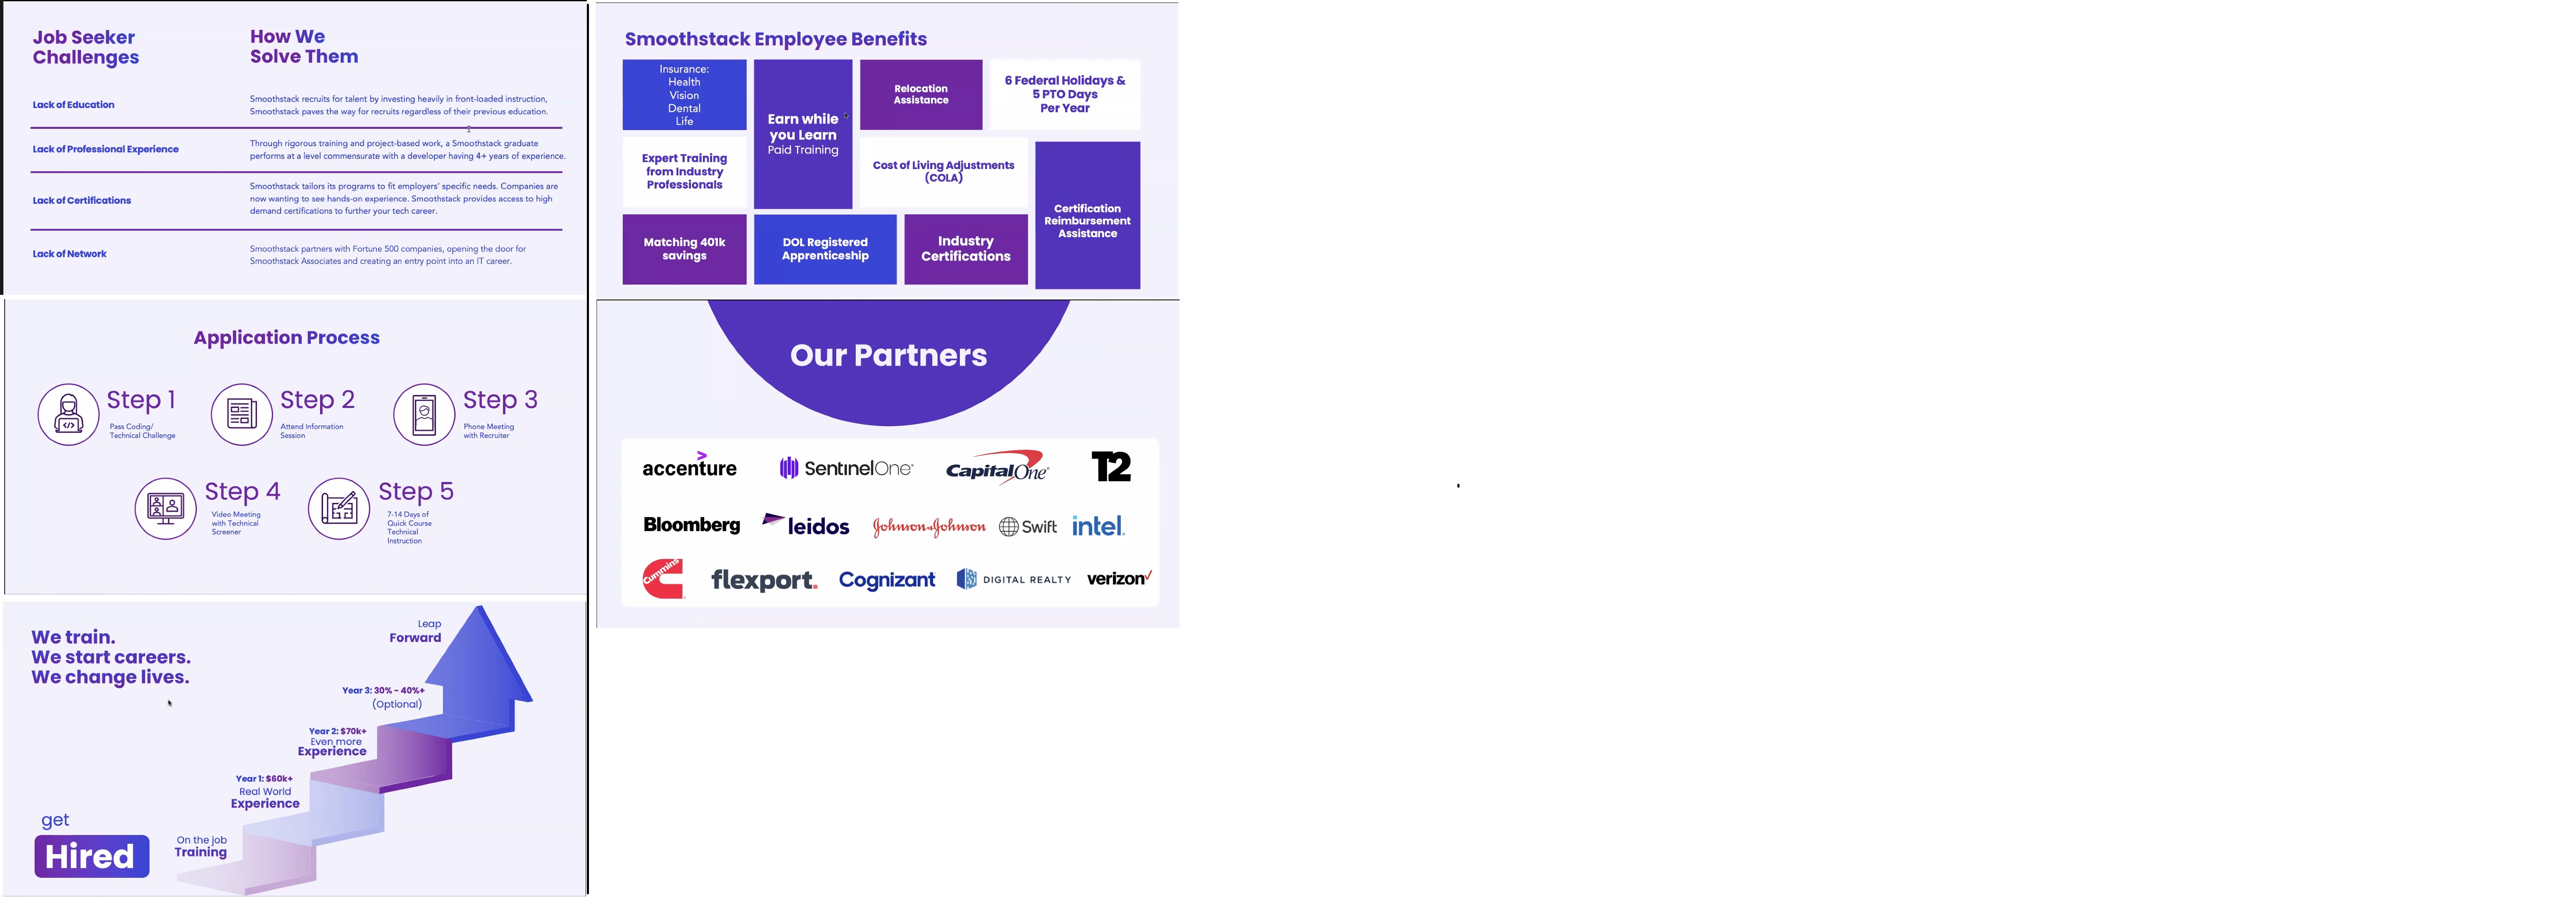 Job Seeker
Challenges
How We
Solve Them
Lack of Education
Smoothstack recruits for talent by investing heavily in front-loaded instruction,
Smoothstack paves the way for recruits regardless of their previous education.
Lack of Professional Experience
Through rigorous training and project-based work, a Smoothstack graduate
performs at a level commensurate with a developer having 4+ years of experience.
Lack of Certifications
Smoothstack tailors its programs to fit employers' specific needs. Companies are
now wanting to see hands-on experience. Smoothstack provides access to high
demand certifications to further your tech career.
Lack of Network
Smoothstack partners with Fortune 500 companies, opening the door for
Smoothstack Associates and creating an entry point into an IT career.
Smoothstack Employee Benefits
Insurance:
Health
Vision
Dental
Life
Earn while
you Learn
Paid Training
Relocation
Assistance
6 Federal Holidays &
5 PTO Days
Per Year
Expert Training
from Industry
Professionals
Cost of Living Adjustments
(COLA)
Certification
Reimbursement
Assistance
Matching 401k
savings
DOL Registered
Apprenticeship
Industry
Certifications
Application Process
Step 1
Pass Coding/
Technical Challenge
Step 2
Attend Information
Session
Step 3
Phone Meeting
with Recruiter
Step 4
Video Meeting
with Technical
Screener
Step 5
7-14 Days of
Quick Course
Technical
Instruction
Our Partners
accenture
SentinelOne
Capital One
T2
Bloomberg
leidos
Johnson & Johnson
Swift
intel.
Cummins
flexport.
Cognizant
DIGITAL REALTY
verizon
We train.
We start careers.
We change lives.
Leap
Forward
Year 3: 30% - 40%+
(Optional)
Year 2: $70k+
Even more
Experience
Year 1: $60k+
Real World
Experience
On the job
Training
get
Hired